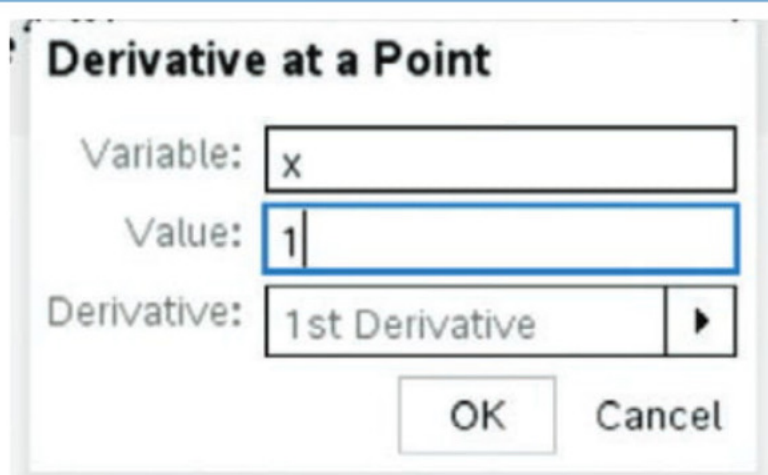 Derivative at a Point
Variable: x
Value: 1
Derivative: 1st Derivative
OK Cancel